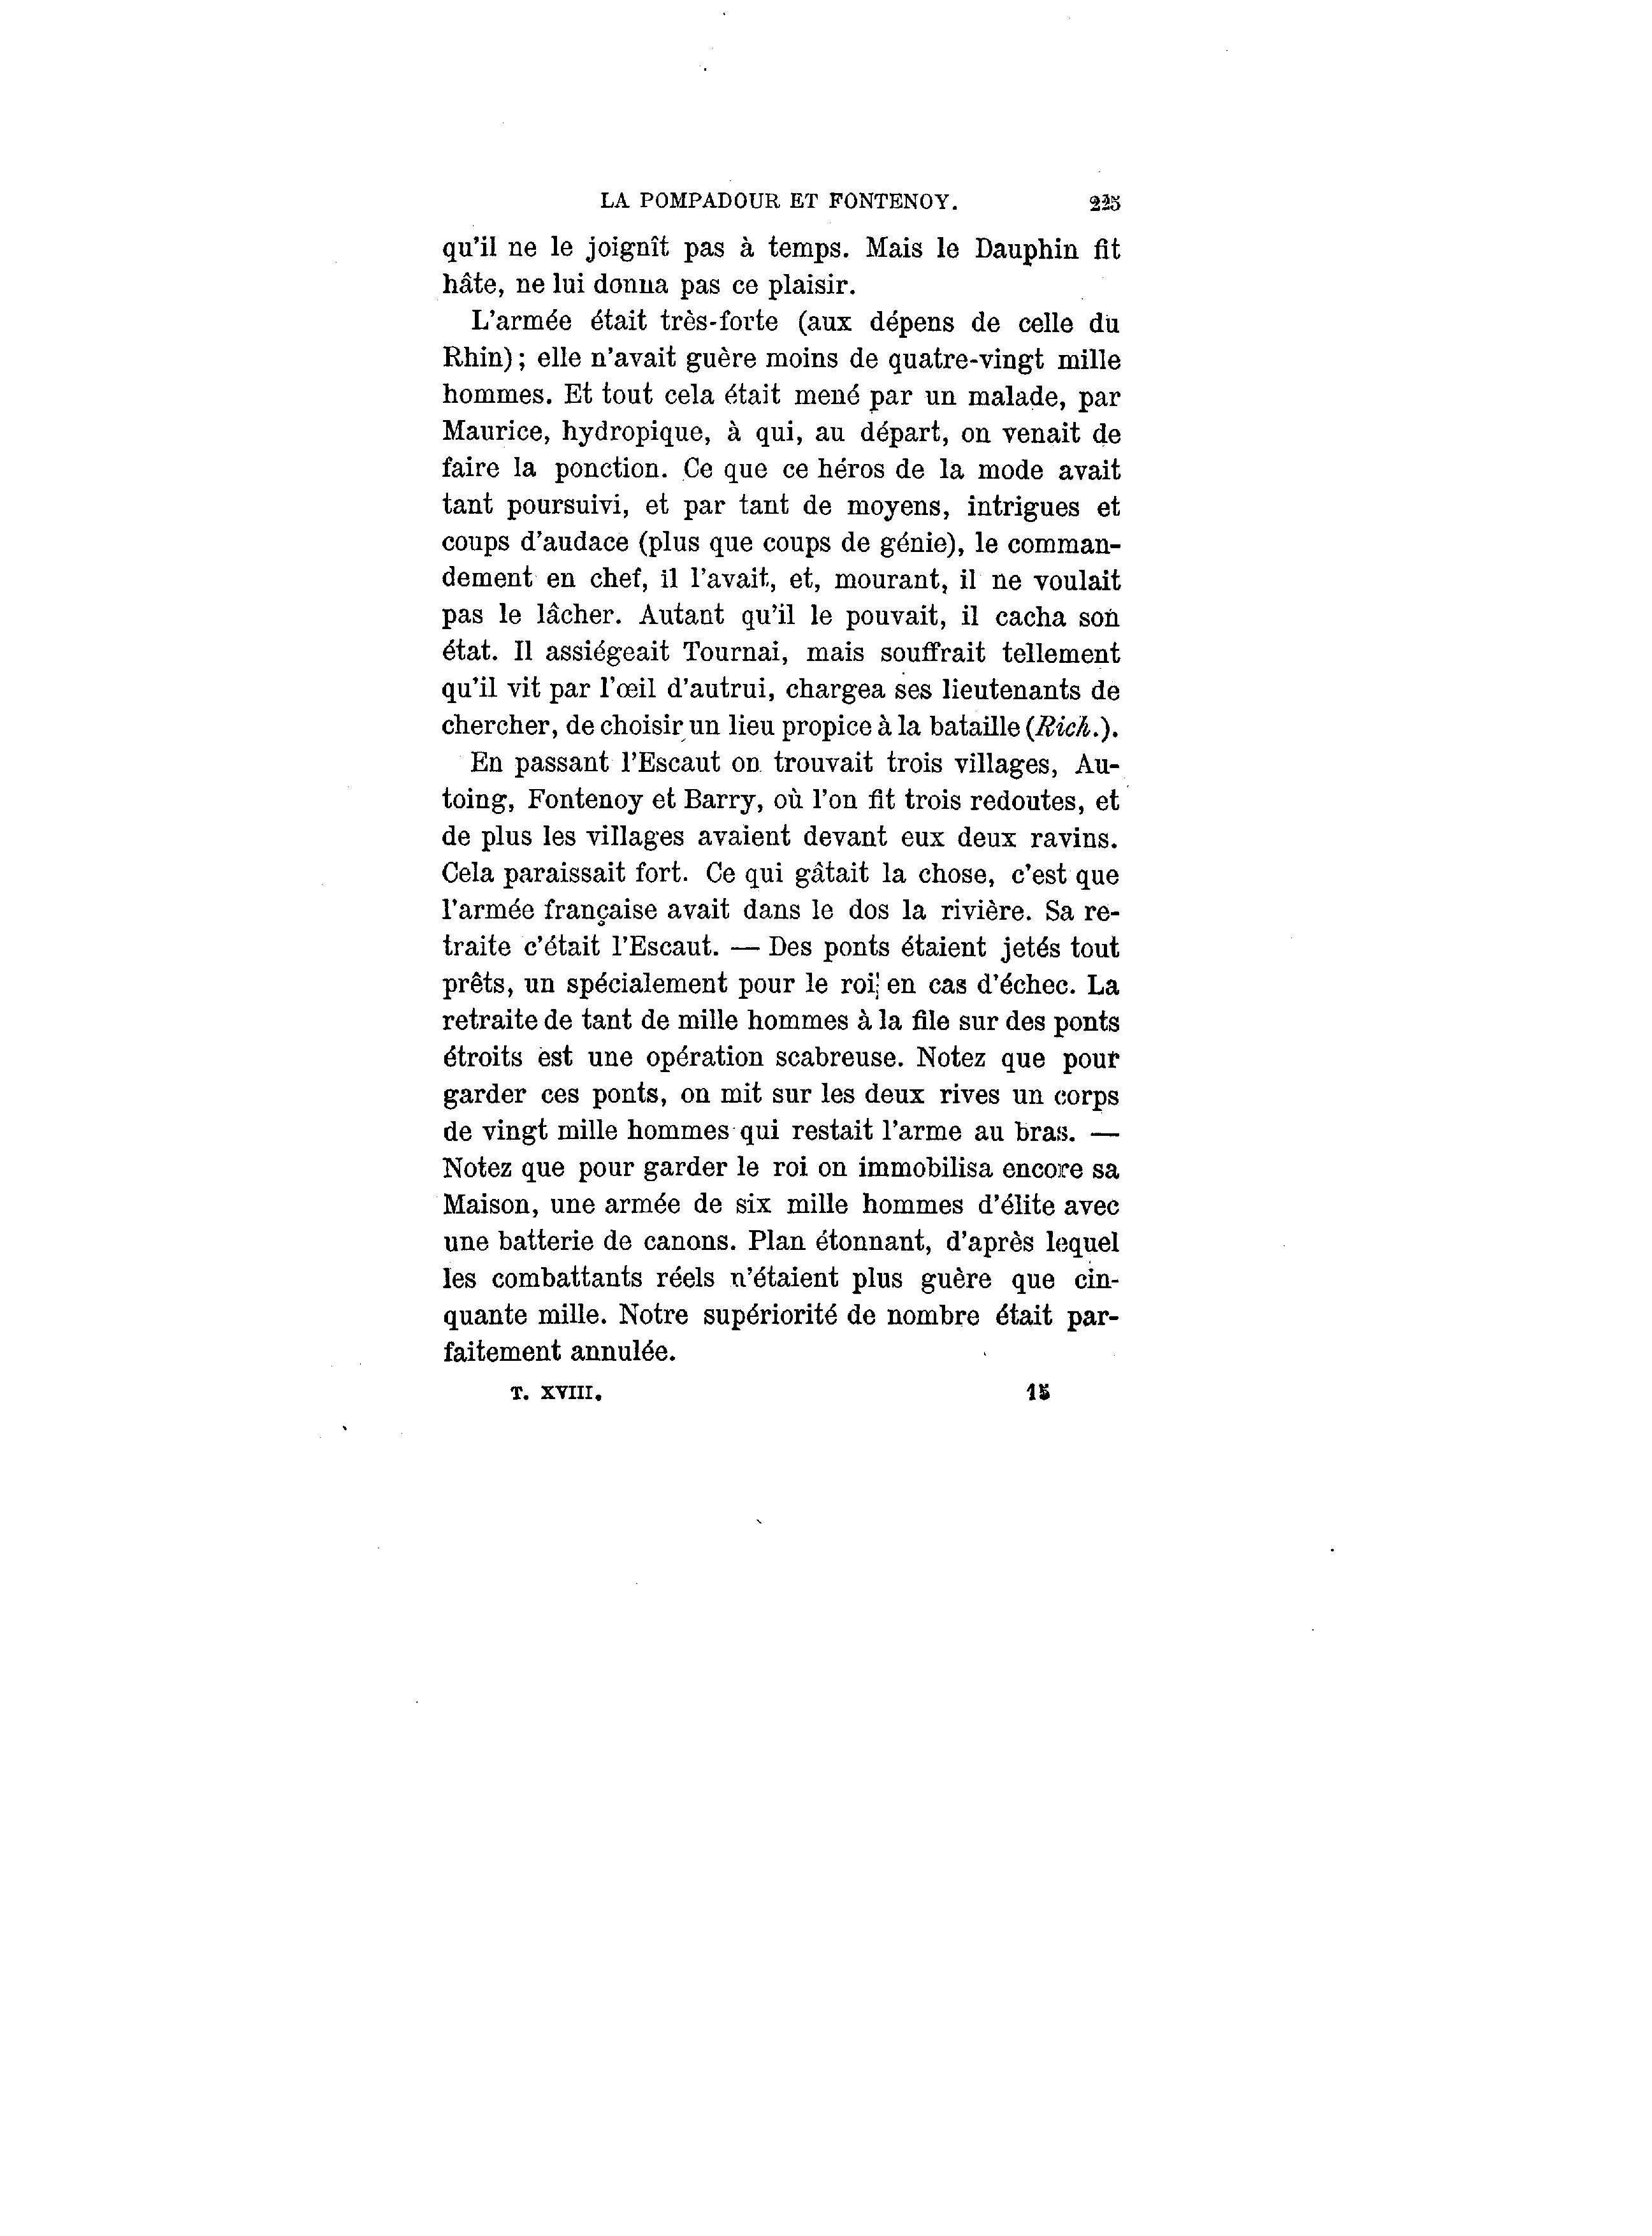 LA POMPADOUR ET FONTENOY. 225
qu'il ne le joignît pas à temps. Mais le Dauphin fit
hâte, ne lui donna pas ce plaisir.
L'armée était très-forte (aux dépens de celle du
Rhin); elle n'avait guère moins de quatre-vingt mille
hommes. Et tout cela était mené par un malade, par
Maurice, hydropique, à qui, au départ, on venait de
faire la ponction. Ce que ce héros de la mode avait
tant poursuivi, et par tant de moyens, intrigues et
coups d'audace (plus que coups de génie), le comman-
dement en chef, il l'avait, et, mourant, il ne voulait
pas le lâcher. Autant qu'il le pouvait, il cacha son
état. Il assiégeait Tournai, mais souffrait tellement
qu'il vit par l'œil d'autrui, chargea ses lieutenants de
chercher, de choisir un lieu propice à la bataille (Rich.).
En passant l'Escaut on trouvait trois villages, Au-
toing, Fontenoy et Barry, où l'on fit trois redoutes, et
de plus les villages avaient devant eux deux ravins.
Cela paraissait fort. Ce qui gâtait la chose, c'est que
l'armée française avait dans le dos la rivière. Sa re-
traite c'était l'Escaut. — Des ponts étaient jetés tout
prêts, un spécialement pour le roi; en cas d'échec. La
retraite de tant de mille hommes à la file sur des ponts
étroits est une opération scabreuse. Notez que pour
garder ces ponts, on mit sur les deux rives un corps
de vingt mille hommes qui restait l'arme au bras. —
Notez que pour garder le roi on immobilisa encore sa
Maison, une armée de six mille hommes d'élite avec
une batterie de canons. Plan étonnant, d'après lequel
les combattants réels n'étaient plus guère que cin-
quante mille. Notre supériorité de nombre était par-
faitement annulée.
T. XVIII. 15